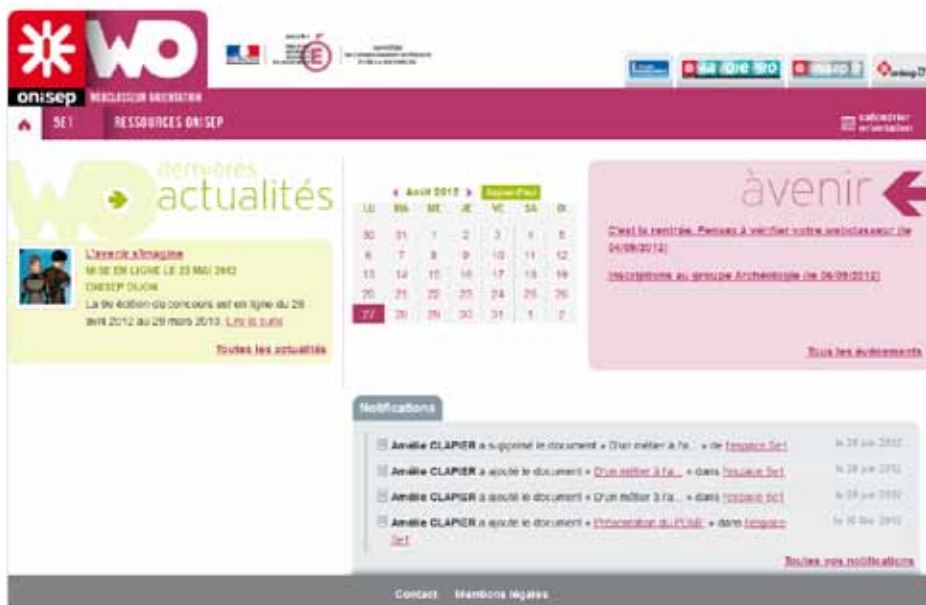 WO
onisep
WEBCLASSEUR ORIENTATION
5E1
RESSOURCES ONISEP
calendrier
orientation
dernières
actualités
L'avenir s'imagine
MISE EN LIGNE LE 23 MAI 2012
ONISEP DIJON
La 9e édition du concours est en ligne du 26
avril 2012 au 29 mars 2013. Lire la suite
Toutes les actualités
Août 2012
LU MA ME JE VE SA DI
30 31 1 2 3 4 5
6 7 8 9 10 11 12
13 14 15 16 17 18 19
20 21 22 23 24 25 26
27 28 29 30 31 1 2
àvenir
C'est la rentrée. Pensez à vérifier votre webclasseur (le
04/09/2012)
Inscriptions au groupe Archéologie (le 06/09/2012)
Tous les événements
Notifications
Amélie CLAPIER a supprimé le document « D'un métier à l'a... » de l'espace 5e1
Amélie CLAPIER a ajouté le document « D'un métier à l'a... » dans l'espace 5e1
Amélie CLAPIER a ajouté le document « D'un métier à l'a... » dans l'espace 5e1
Amélie CLAPIER a ajouté le document « Présentation du » dans l'espace
5e1
Toutes vos notifications
Contact Mentions légales